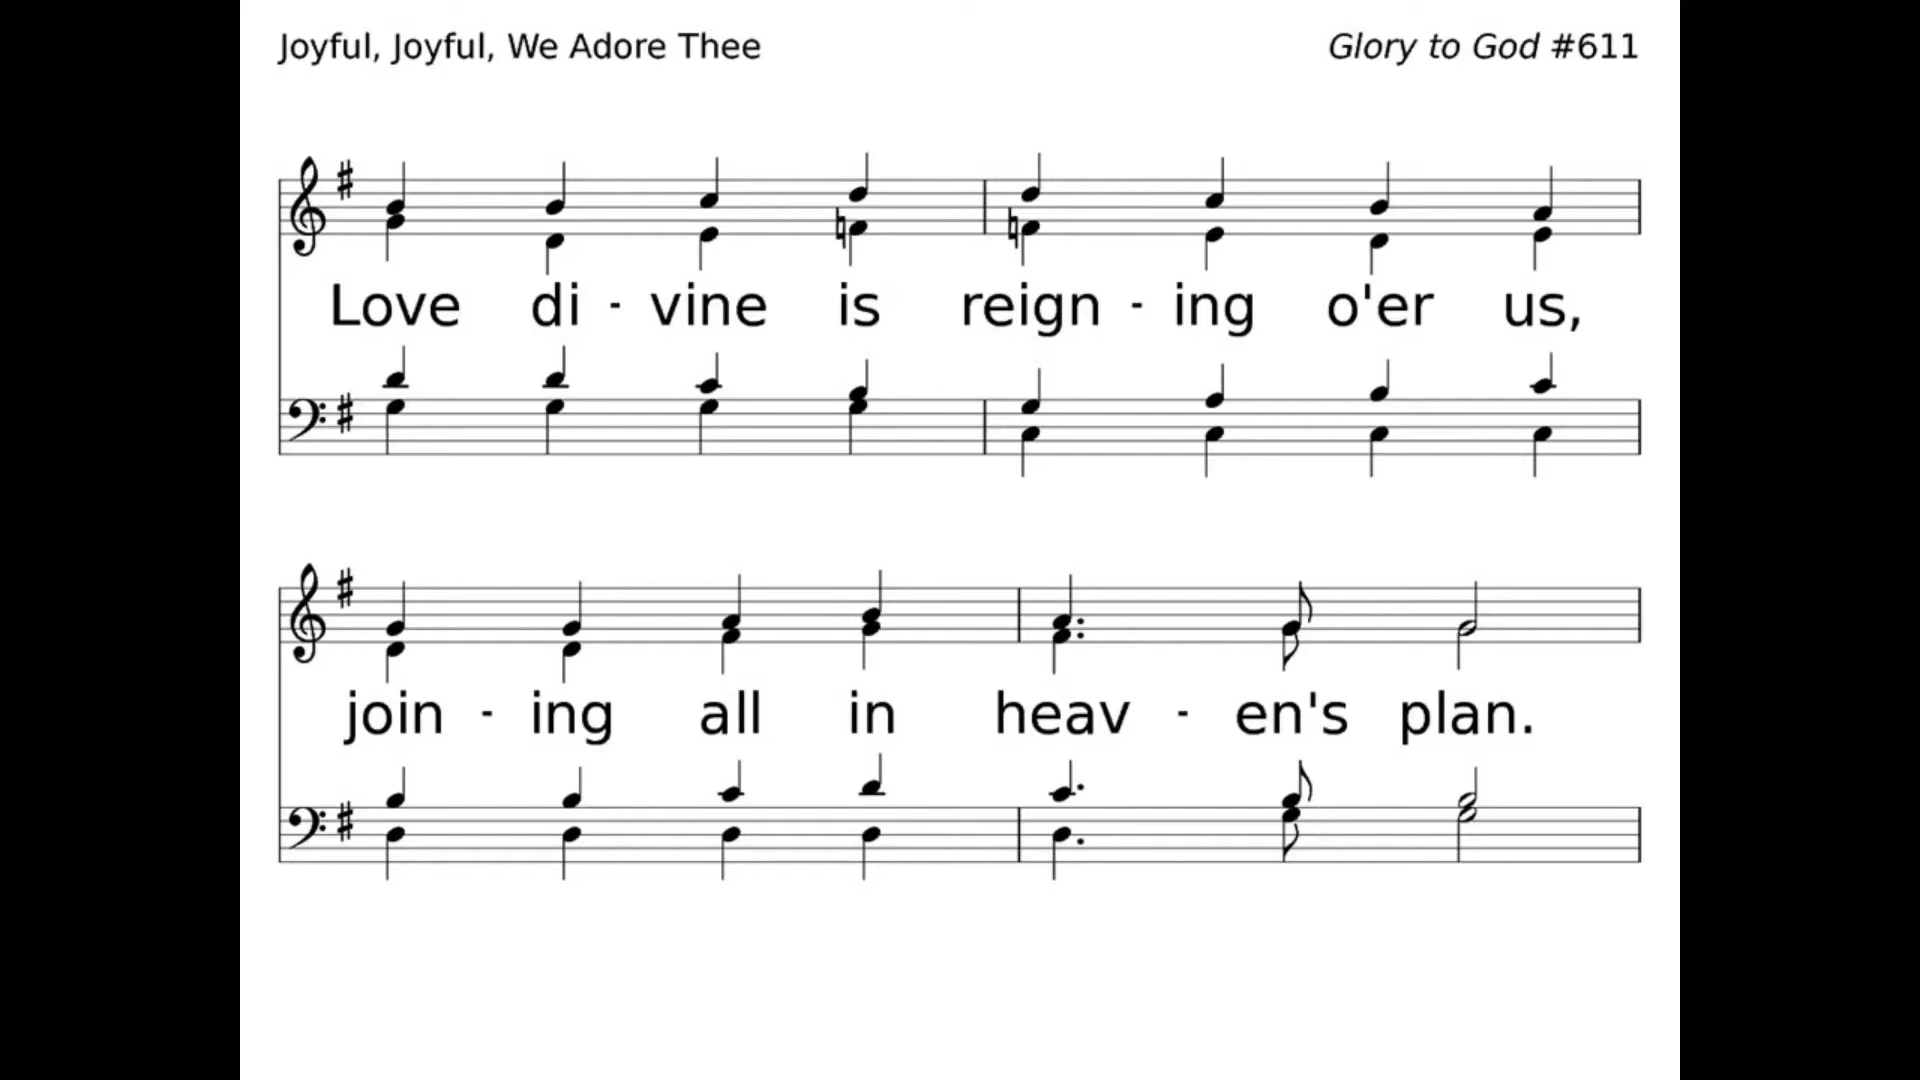 Joyful, Joyful, We Adore Thee Glory to God #611
Love di - vine is reign - ing o'er us,
join - ing all in heav - en's plan.